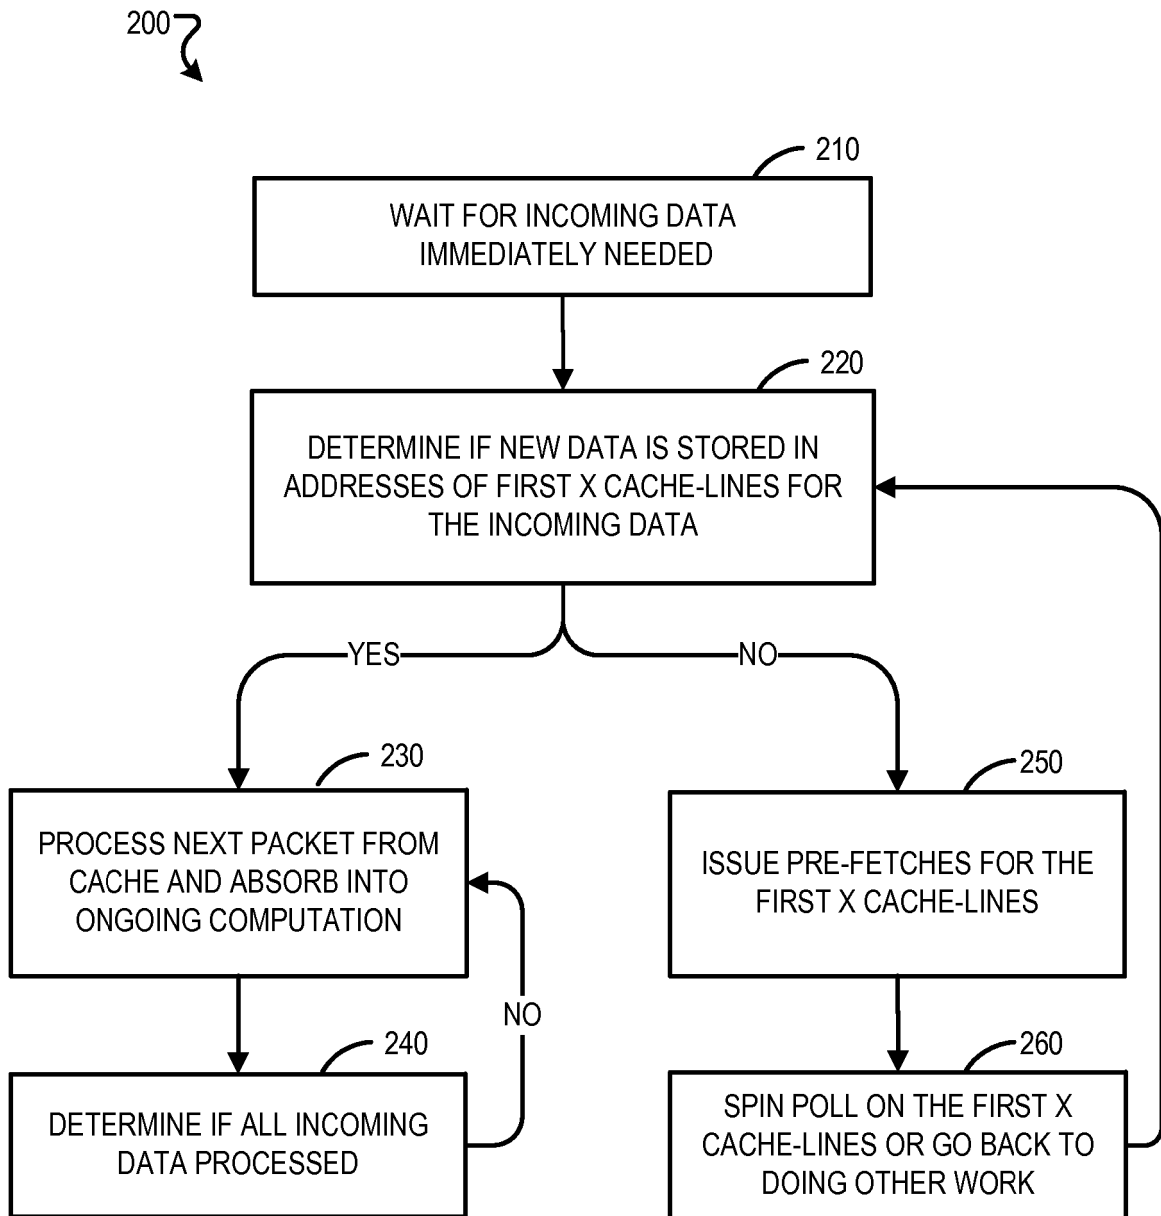 200
210
WAIT FOR INCOMING DATA
IMMEDIATELY NEEDED
220
DETERMINE IF NEW DATA IS STORED IN
ADDRESSES OF FIRST X CACHE-LINES FOR
THE INCOMING DATA
YES
NO
230
PROCESS NEXT PACKET FROM
CACHE AND ABSORB INTO
ONGOING COMPUTATION
NO
240
DETERMINE IF ALL INCOMING
DATA PROCESSED
250
ISSUE PRE-FETCHES FOR THE
FIRST X CACHE-LINES
260
SPIN POLL ON THE FIRST X
CACHE-LINES OR GO BACK TO
DOING OTHER WORK